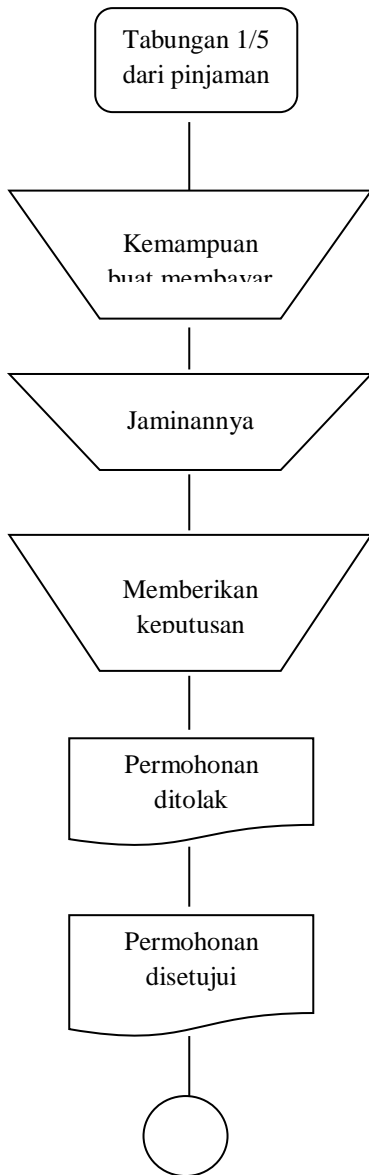 Tabungan 1/5
dari pinjaman
Kemampuan
buat membayar
Jaminannya
Memberikan
keputusan
Permohonan
ditolak
Permohonan
disetujui